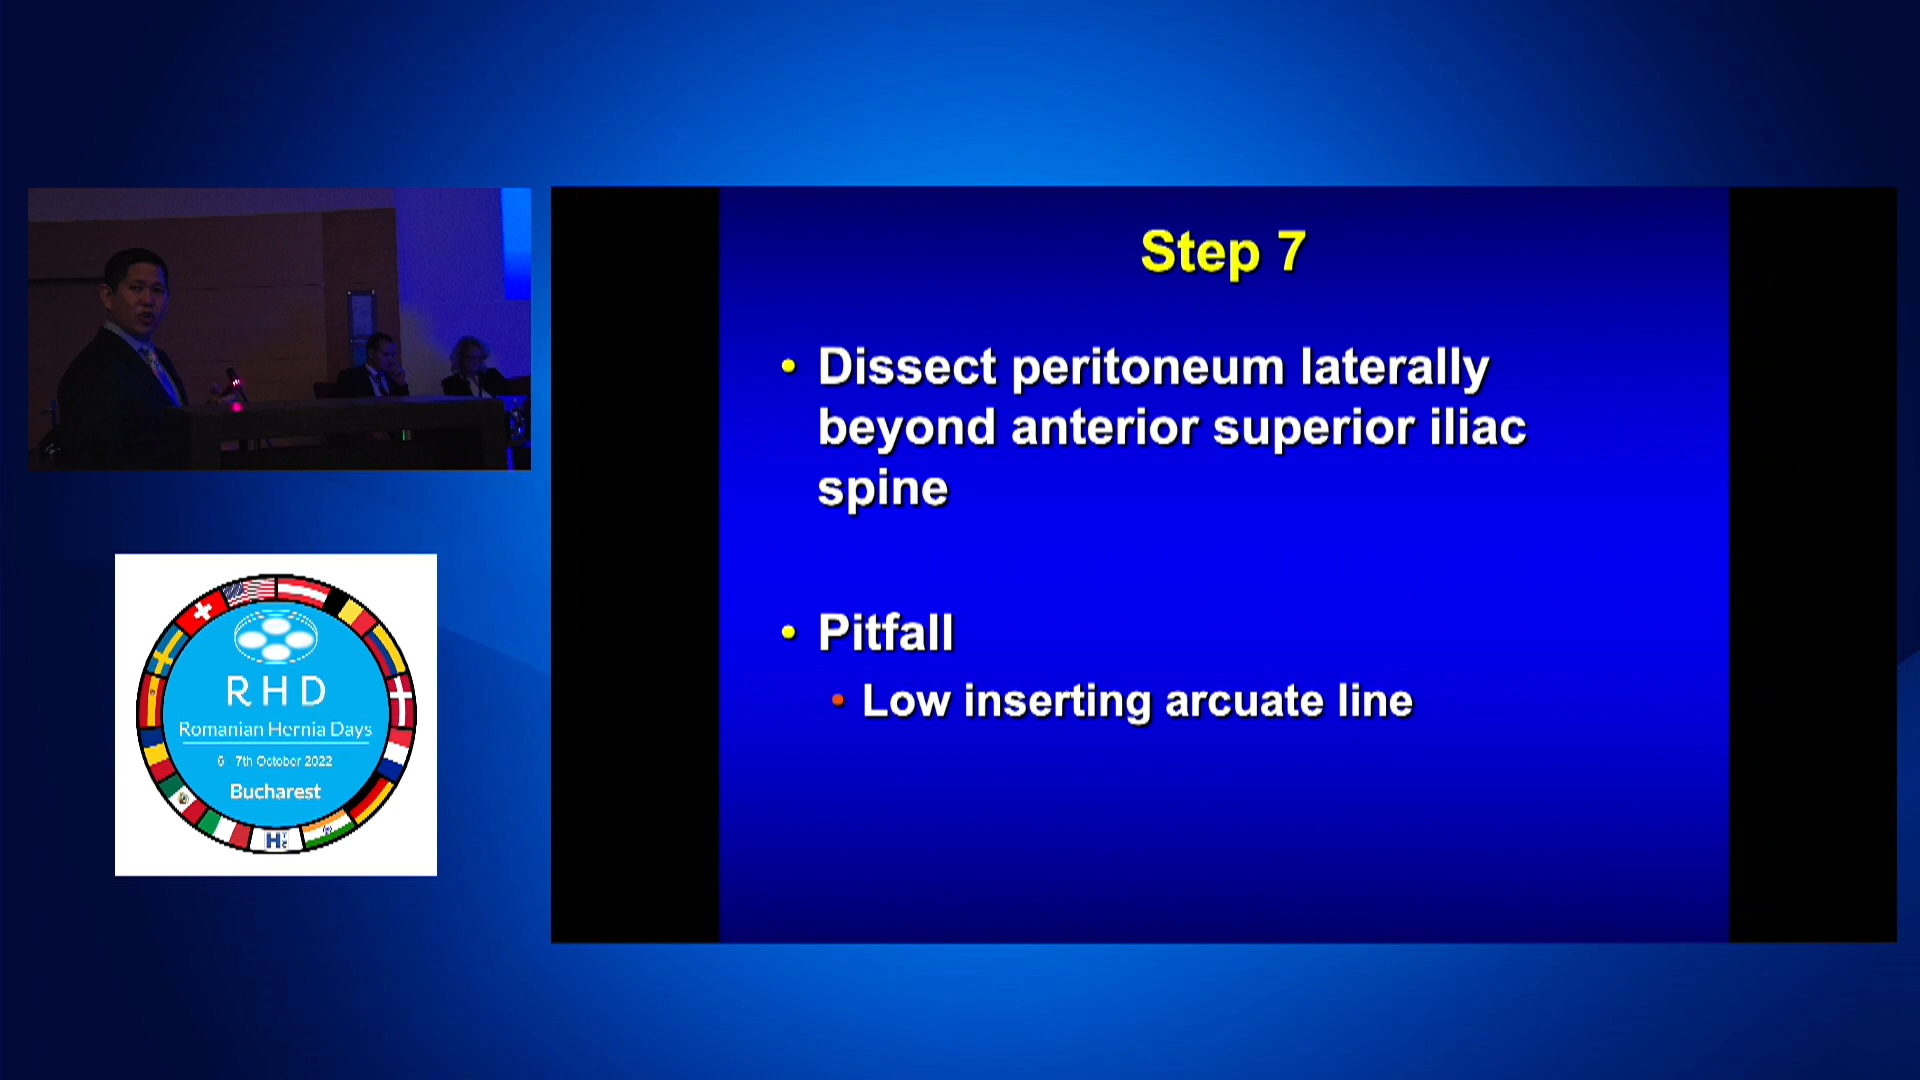 Step 7
• Dissect peritoneum laterally
beyond anterior superior iliac
spine
• Pitfall
• Low inserting arcuate line
RHD
Romanian Hernia Days
6 - 7th October 2022
Bucharest